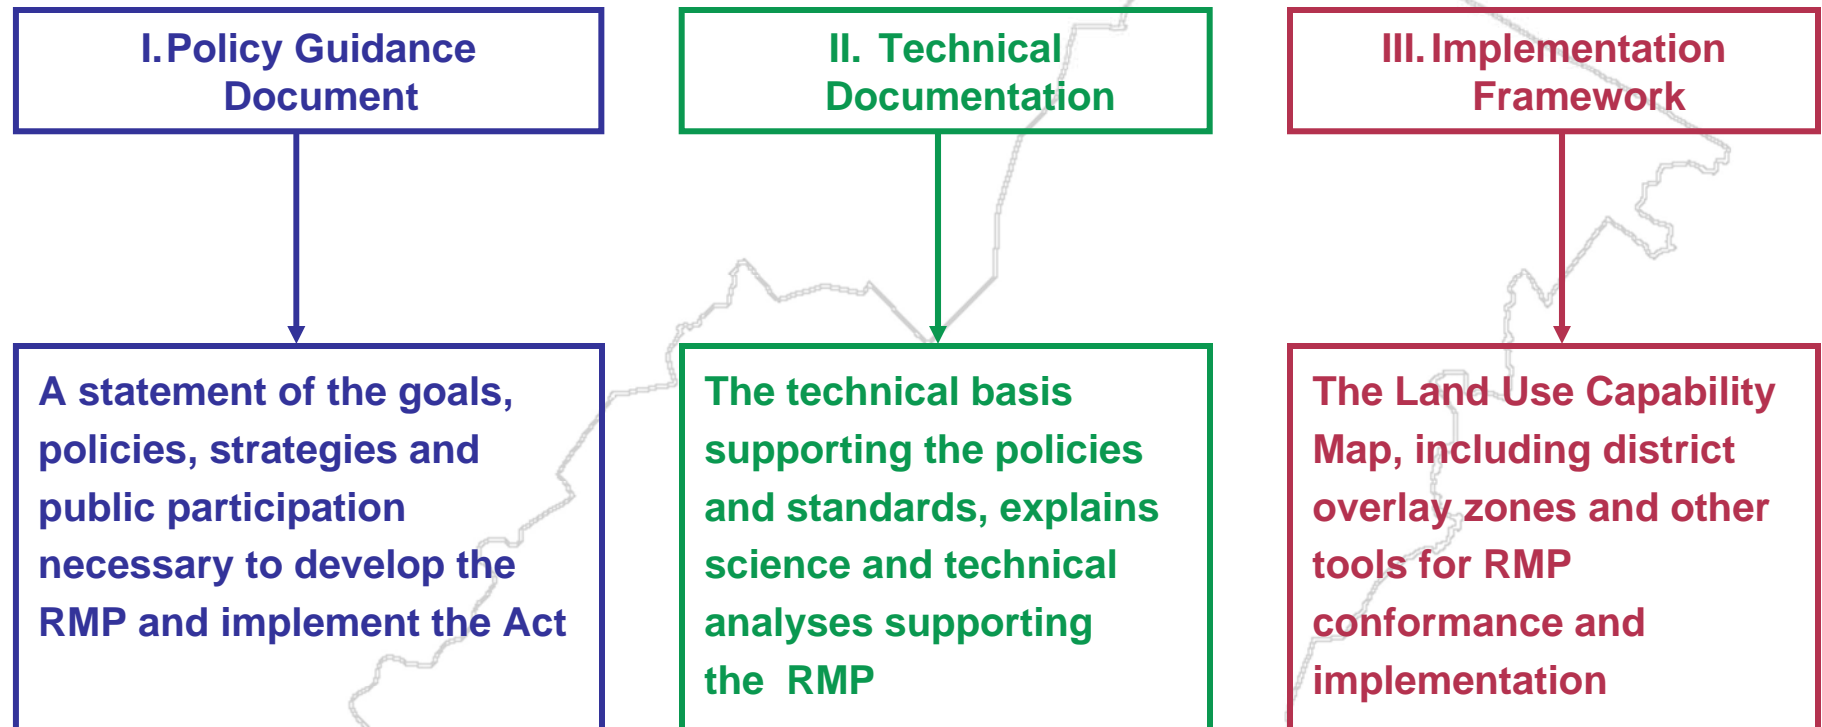 I. Policy Guidance
Document
II. Technical
Documentation
III. Implementation
Framework
A statement of the goals,
policies, strategies and
public participation
necessary to develop the
RMP and implement the Act
The technical basis
supporting the policies
and standards, explains
science and technical
analyses supporting
the RMP
The Land Use Capability
Map, including district
overlay zones and other
tools for RMP
conformance and
implementation